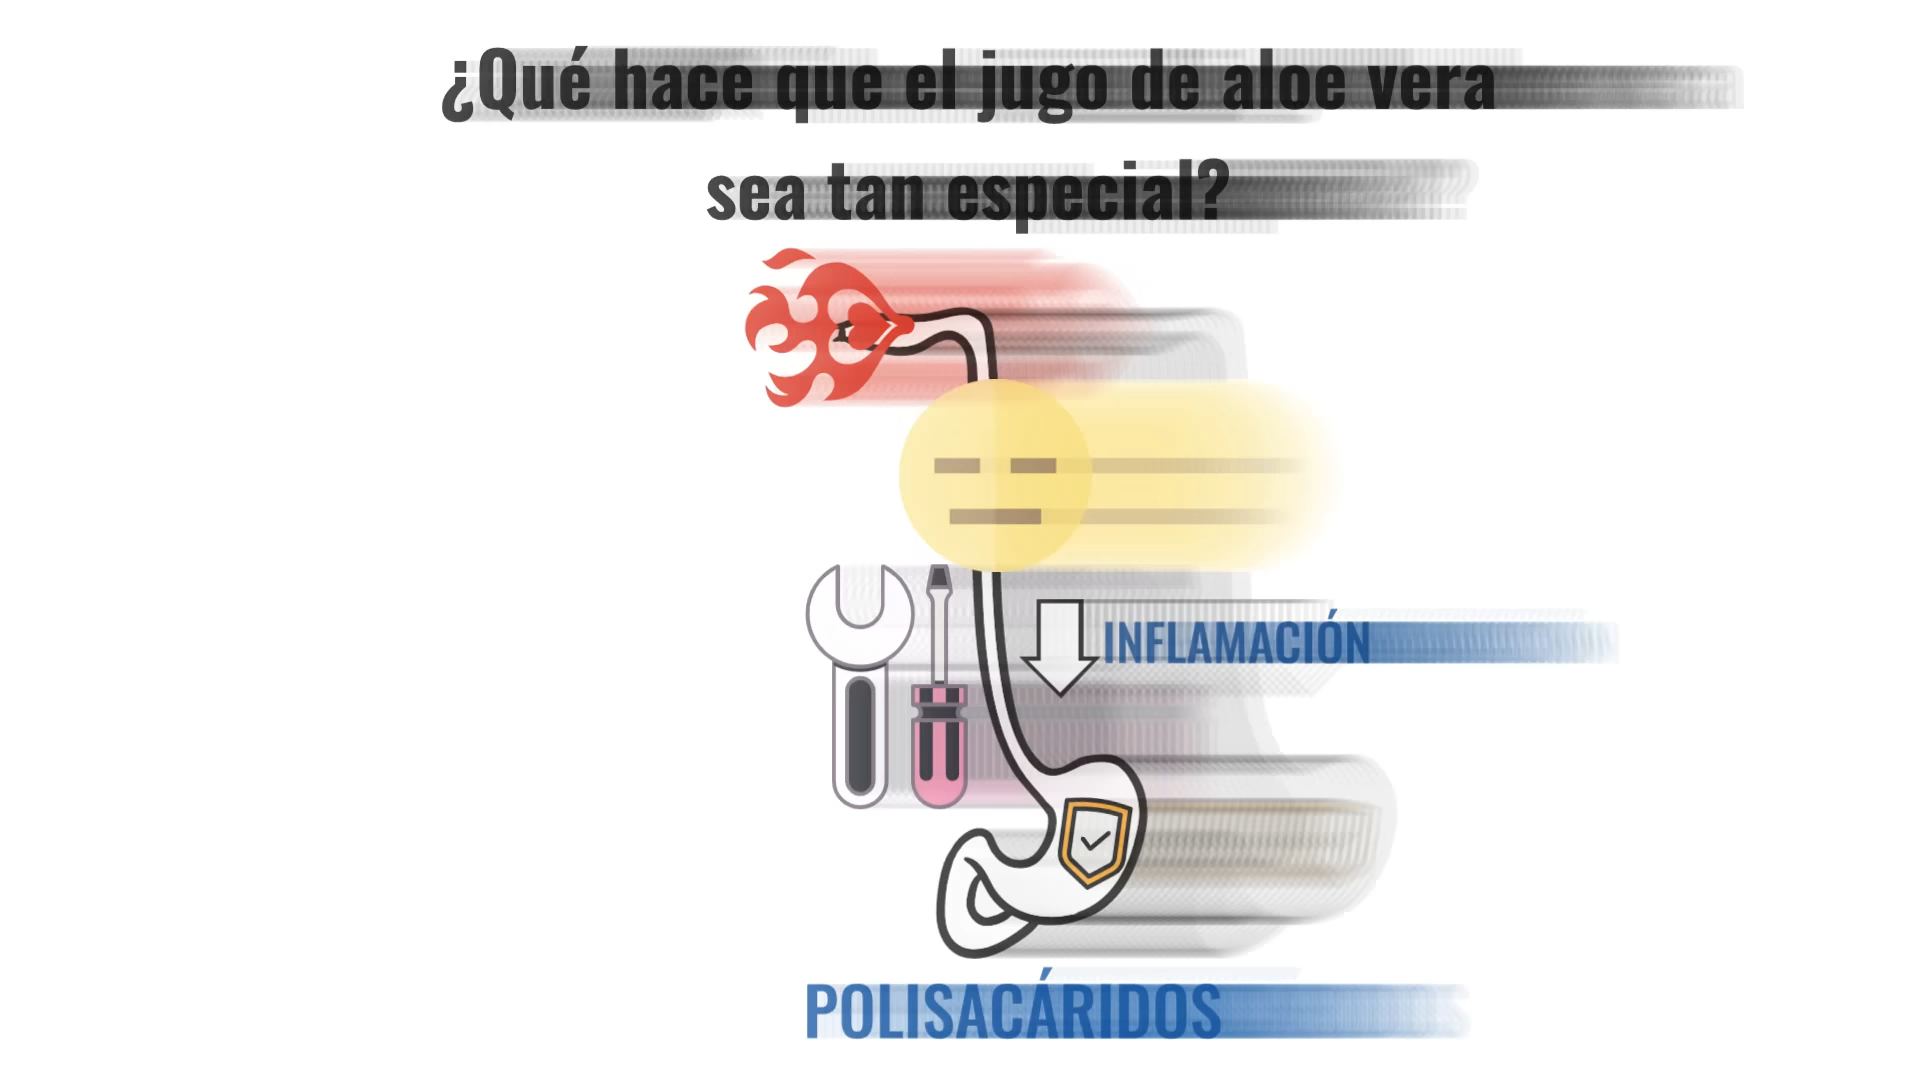 ¿Qué hace que el jugo de aloe vera
sea tan especial?
INFLAMACIÓN
POLISACÁRIDOS